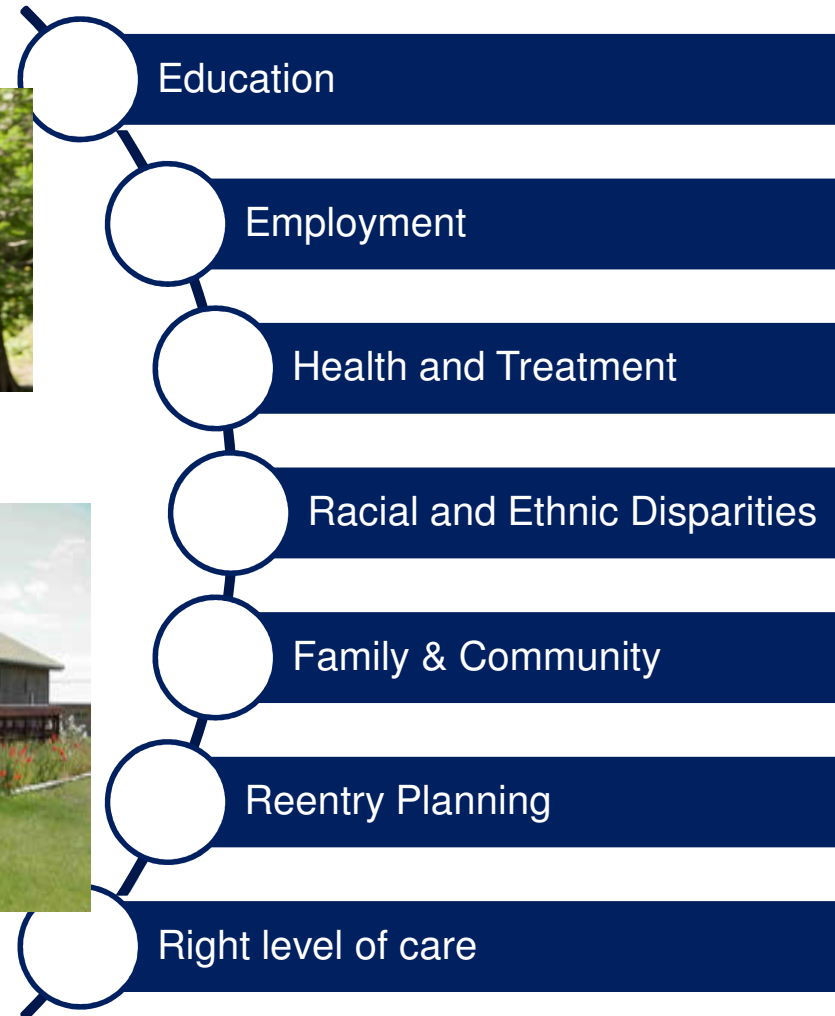 Education
Employment
Health and Treatment
Racial and Ethnic Disparities
Family & Community
Reentry Planning
Right level of care